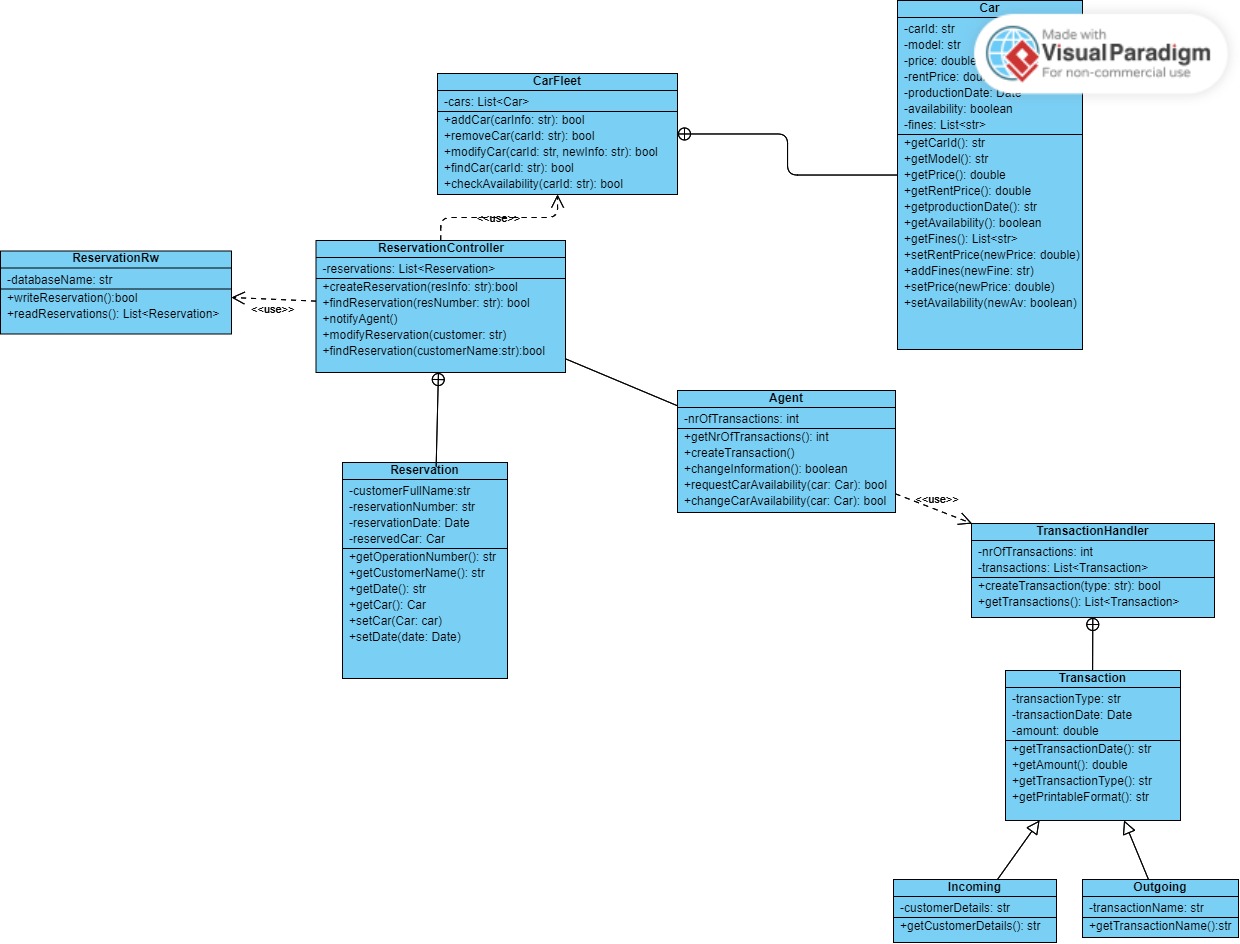 Car
-carId: str
-model: str
-price: double
-rentPrice:
-productionDate: Date
-availability: boolean
-fines: List<str>
+getCarId(): str
+getModel(): str
+getPrice(): double
+getRentPrice(): double
+getproductionDate(): str
+getAvailability(): boolean
+getFines(): List<str>
+setRentPrice(newPrice: double)
+addFines(newFine: str)
+setPrice(newPrice: double)
+setAvailability(newAv: boolean)
Made with
Visual Paradigm
For non-commercial use
CarFleet
-cars: List<Car>
+addCar(carInfo: str): bool
+removeCar(carId: str): bool
+modifyCar(carId: str, newInfo: str): bool
+findCar(carId: str): bool
+checkAvailability(carId: str): bool
<<use>>
ReservationController
-reservations: List<Reservation>
+createReservation(resInfo: str):bool
+findReservation(resNumber: str): bool
+notifyAgent()
+modifyReservation(customer: str)
+findReservation(customerName:str):bool
ReservationRw
-databaseName: str
+writeReservation():bool
+readReservations(): List<Reservation>
<<use>>
Agent
-nrOfTransactions: int
+getNrOfTransactions(): int
+createTransaction()
+changeInformation(): boolean
+requestCarAvailability(car: Car): bool
+changeCarAvailability(car: Car): bool
<<use>>
Reservation
-customerFullName:str
-reservationNumber: str
-reservationDate: Date
-reservedCar: Car
+getOperationNumber(): str
+getCustomerName(): str
+getDate(): str
+getCar(): Car
+setCar(Car: car)
+setDate(date: Date)
TransactionHandler
-nrOfTransactions: int
-transactions: List<Transaction>
+createTransaction(type: str): bool
+getTransactions(): List<Transaction>
Transaction
-transactionType: str
-transactionDate: Date
-amount: double
+getTransactionDate(): str
+getAmount(): double
+getTransactionType(): str
+getPrintableFormat(): str
Incoming
-customerDetails: str
+getCustomerDetails(): str
Outgoing
-transactionName: str
+getTransactionName():str